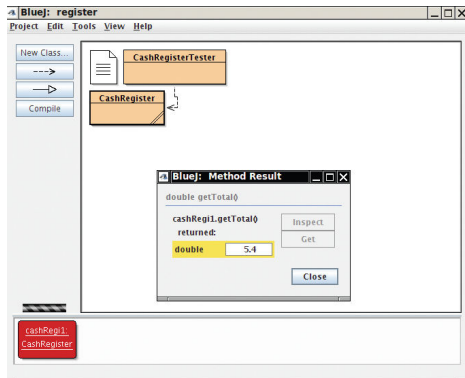 BlueJ: register
Project Edit Tools View Help
New Class...
Compile
CashRegisterTester
CashRegister
BlueJ: Method Result
double getTotal()
cashRegi1.getTotal()
returned:
double 5.4
Inspect
Get
Close
cashRegi1:
CashRegister